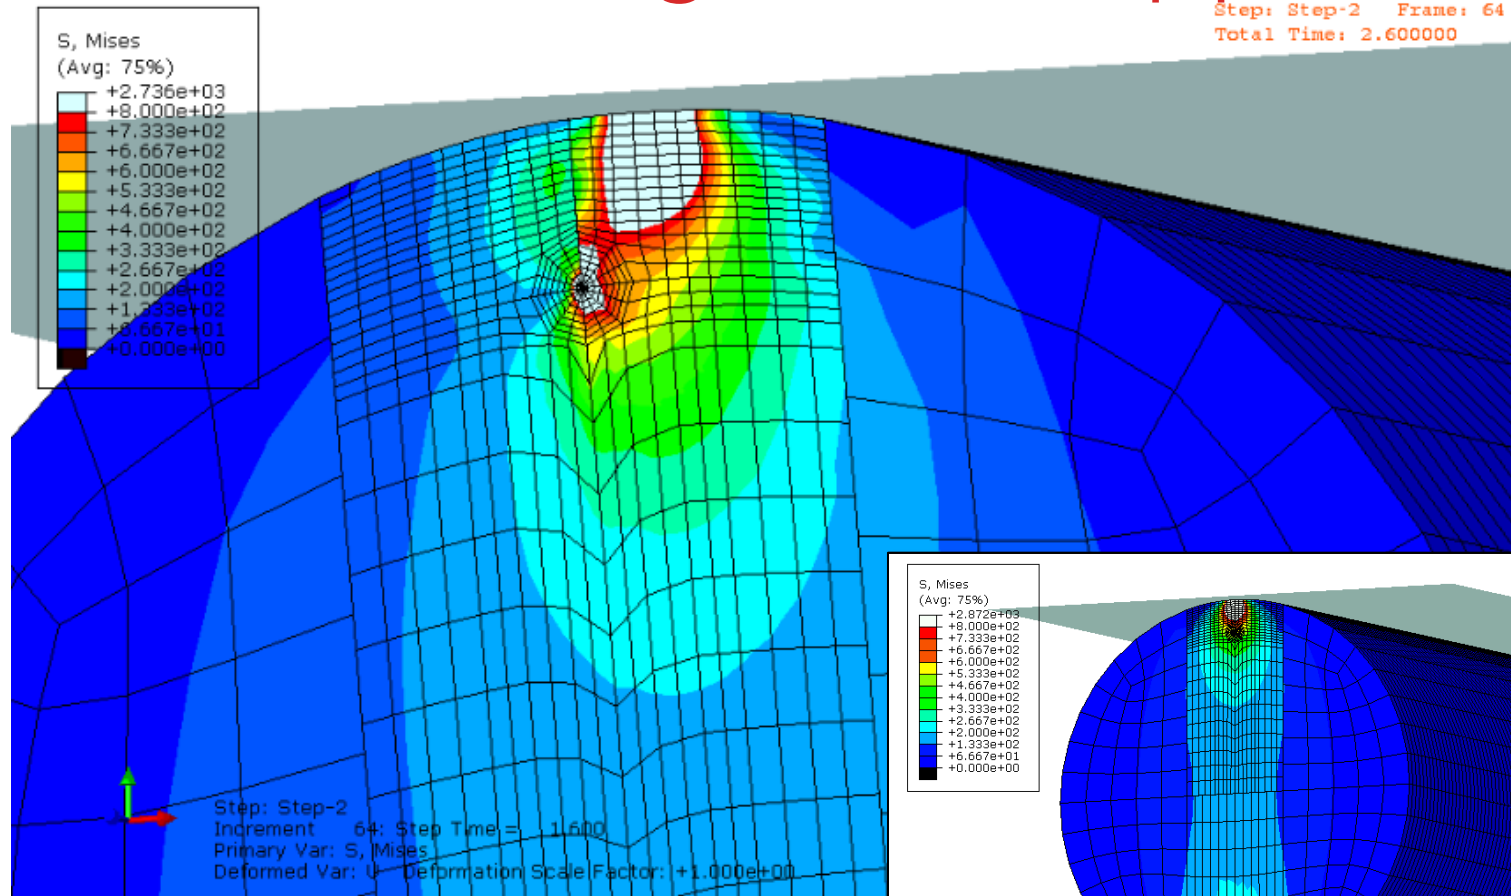 Step: Step-2 Frame: 64
Total Time: 2.600000
S, Mises
(Avg: 75%)
+2.736e+03
+8.000e+02
+7.333e+02
+6.667e+02
+6.000e+02
+5.333e+02
+4.667e+02
+4.000e+02
+3.333e+02
+2.667e+02
+2.000e+02
+1.333e+02
+6.667e+01
+0.000e+00
Step: Step-2
Increment 64: Step Time = 1.600
Primary Var: S, Mises
Deformed Var: U Deformation Scale Factor: +1.000e+00
S, Mises
(Avg: 75%)
+2.872e+03
+8.000e+02
+7.333e+02
+6.667e+02
+6.000e+02
+5.333e+02
+4.667e+02
+4.000e+02
+3.333e+02
+2.667e+02
+2.000e+02
+1.333e+02
+6.667e+01
+0.000e+00